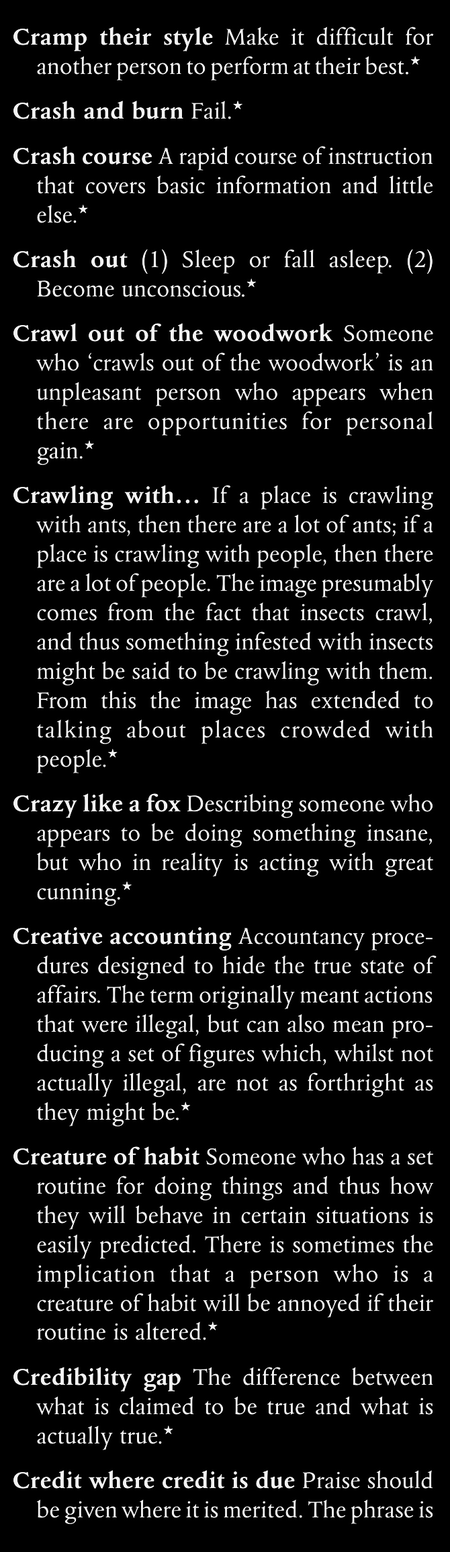 Cramp their style Make it difficult for
another person to perform at their best.★
Crash and burn Fail.★
Crash course A rapid course of instruction
that covers basic information and little
else.★
Crash out (1) Sleep or fall asleep. (2)
Become unconscious.★
Crawl out of the woodwork Someone
who ‘crawls out of the woodwork’ is an
unpleasant person who appears when
there are opportunities for personal
gain.★
Crawling with… If a place is crawling
with ants, then there are a lot of ants; if a
place is crawling with people, then there
are a lot of people. The image presumably
comes from the fact that insects crawl,
and thus something infested with insects
might be said to be crawling with them.
From this the image has extended to
talking about places crowded with
people.★
Crazy like a fox Describing someone who
appears to be doing something insane,
but who in reality is acting with great
cunning.★
Creative accounting Accountancy proce-
dures designed to hide the true state of
affairs. The term originally meant actions
that were illegal, but can also mean pro-
ducing a set of figures which, whilst not
actually illegal, are not as forthright as
they might be.★
Creature of habit Someone who has a set
routine for doing things and thus how
they will behave in certain situations is
easily predicted. There is sometimes the
implication that a person who is a
creature of habit will be annoyed if their
routine is altered.★
Credibility gap The difference between
what is claimed to be true and what is
actually true.★
Credit where credit is due Praise should
be given where it is merited. The phrase is